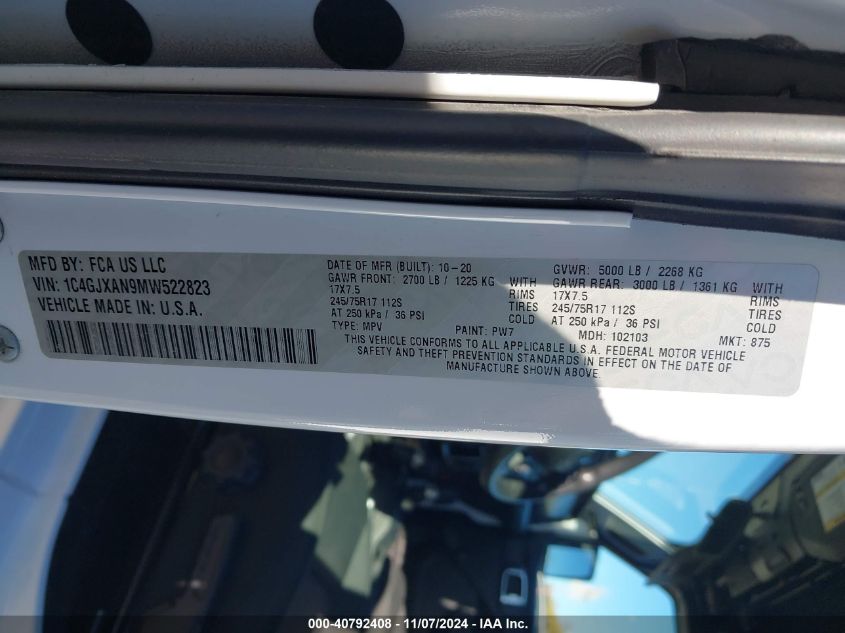 MFD BY: FCA US LLC
VIN: 1C4GJXAN9MW522823
VEHICLE MADE IN: U.S.A.
DATE OF MFR (BUILT): 10-20
GAWR FRONT: 2700 LB / 1225 KG WITH
17X7.5 RIMS
245/75R17 112S TIRES
AT 250 kPa / 36 PSI COLD
TYPE: MPV PAINT: PW7
GVWR: 5000 LB / 2268 KG
GAWR REAR: 3000 LB / 1361 KG WITH
17X7.5 RIMS
245/75R17 112S TIRES
AT 250 kPa / 36 PSI COLD
MDH: 102103 MKT: 875
THIS VEHICLE CONFORMS TO ALL APPLICABLE U.S.A. FEDERAL MOTOR VEHICLE
SAFETY AND THEFT PREVENTION STANDARDS IN EFFECT ON THE DATE OF
MANUFACTURE SHOWN ABOVE.
000-40792408 - 11/07/2024 - IAA Inc.